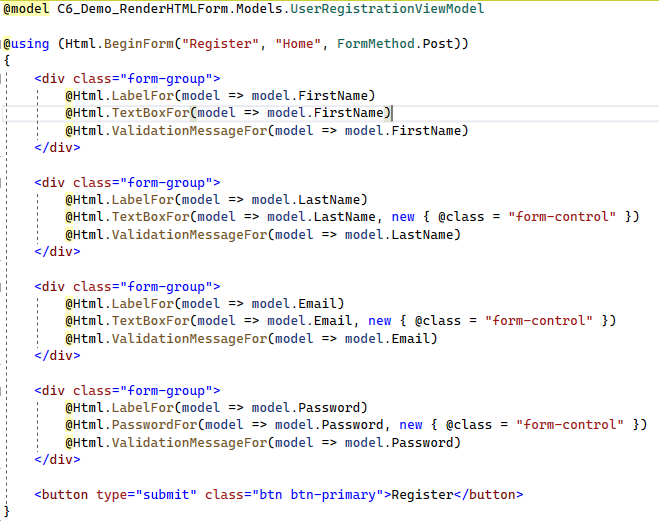 @model C6_Demo_RenderHTMLForm.Models.UserRegistrationViewModel
@using (Html.BeginForm("Register", "Home", FormMethod.Post))
{
<div class="form-group">
@Html.LabelFor(model => model.FirstName)
@Html.TextBoxFor(model => model.FirstName)
@Html.ValidationMessageFor(model => model.FirstName)
</div>
<div class="form-group">
@Html.LabelFor(model => model.LastName)
@Html.TextBoxFor(model => model.LastName, new { @class = "form-control" })
@Html.ValidationMessageFor(model => model.LastName)
</div>
<div class="form-group">
@Html.LabelFor(model => model.Email)
@Html.TextBoxFor(model => model.Email, new { @class = "form-control" })
@Html.ValidationMessageFor(model => model.Email)
</div>
<div class="form-group">
@Html.LabelFor(model => model.Password)
@Html.PasswordFor(model => model.Password, new { @class = "form-control" })
@Html.ValidationMessageFor(model => model.Password)
</div>
<button type="submit" class="btn btn-primary">Register</button>
}